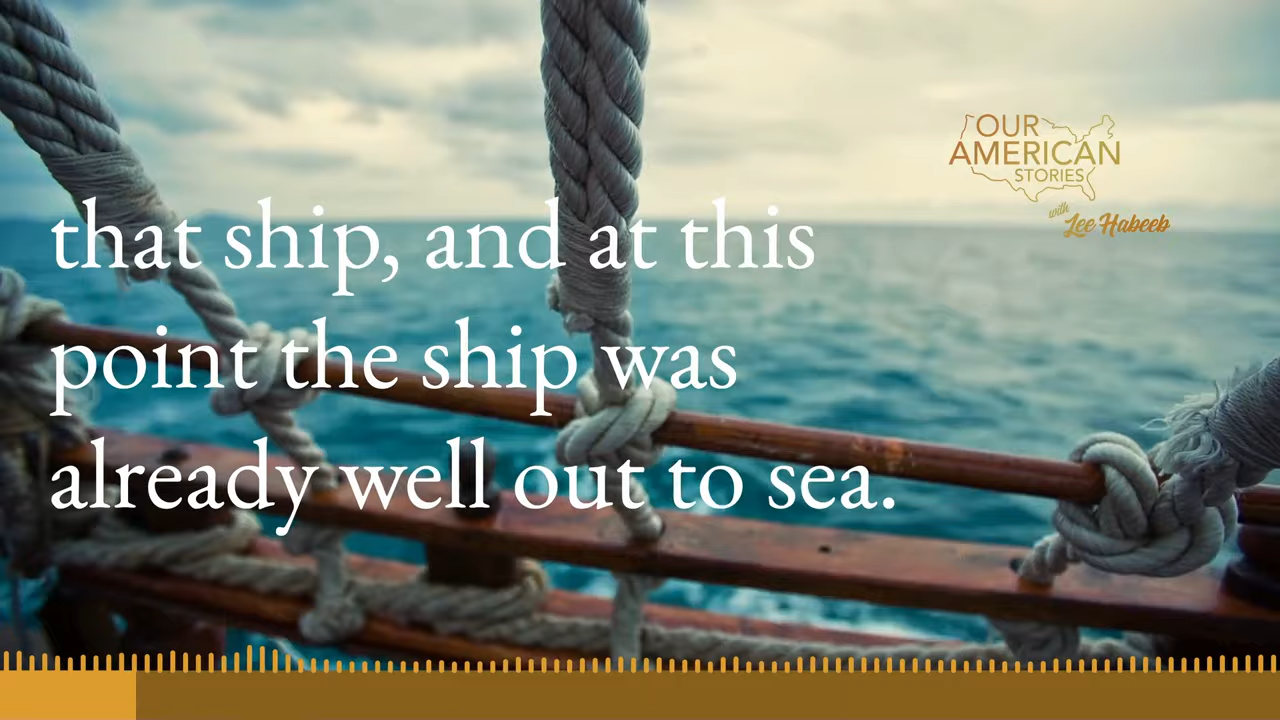 OUR
AMERICAN
STORIES
with
Lee Habeeb
that ship, and at this
point the ship was
already well out to sea.